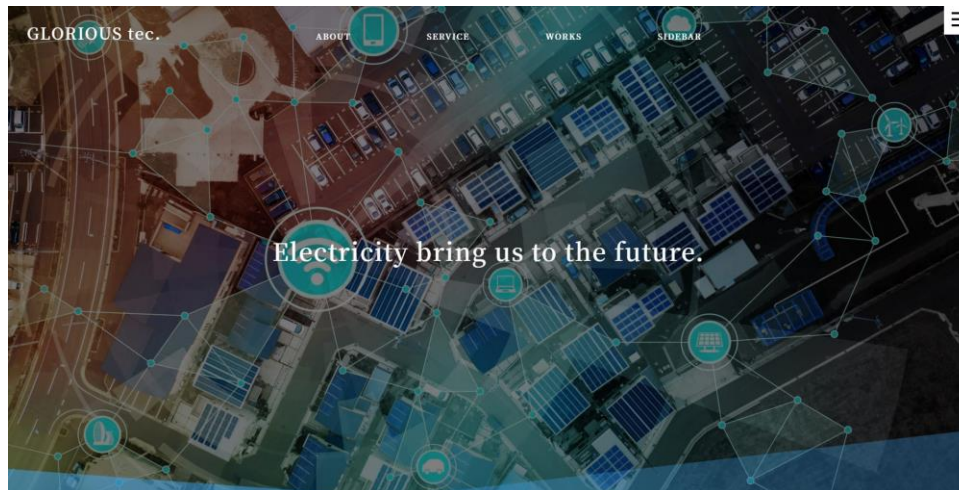 GLORIOUS tec.
ABOUT
SERVICE
WORKS
SIDEBAR
Electricity bring us to the future.